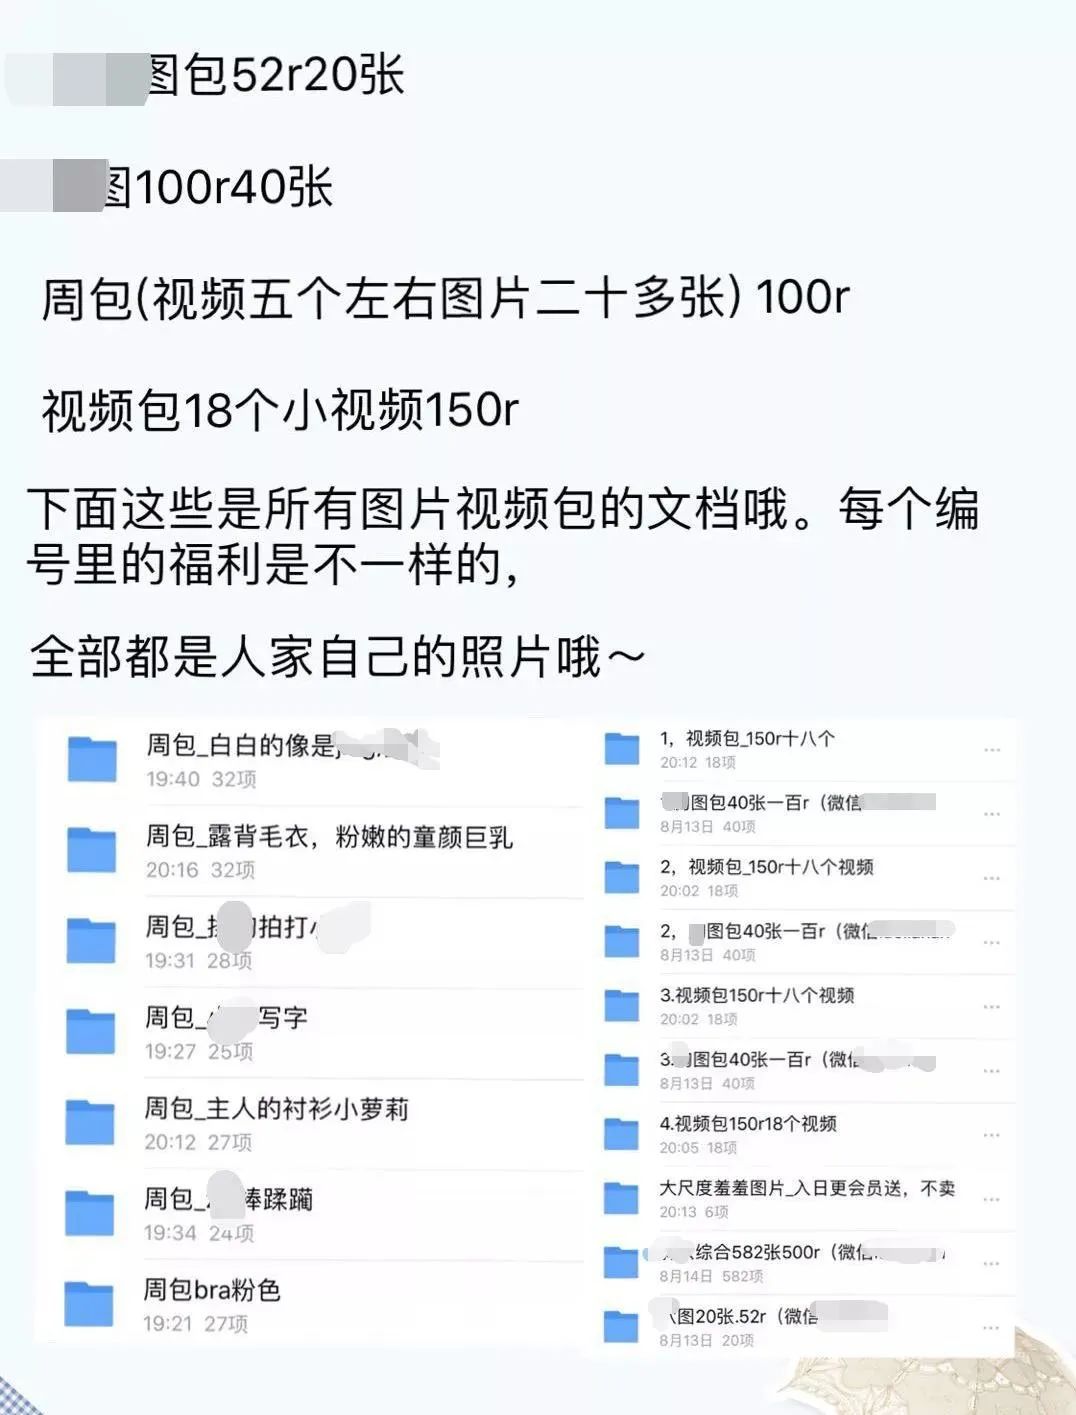 图包52r20张
图100r40张
周包(视频五个左右图片二十多张) 100r
视频包18个小视频150r
下面这些是所有图片视频包的文档哦。每个编
号里的福利是不一样的,
全部都是人家自己的照片哦～
周包_白白的像是
19:40 32项
周包_露背毛衣，粉嫩的童颜巨乳
20:16 32项
周包_ 拍打
19:31 28项
周包_ 写字
19:27 25项
周包_主人的衬衫小萝莉
20:12 27项
周包_ 棒蹂躏
19:34 24项
周包bra粉色
19:21 27项
1，视频包_150r十八个
20:12 18项
图包40张一百r（微信
8月13日 40项
2，视频包_150r十八个视频
20:02 18项
2， 图包40张一百r（微信
8月13日 40项
3.视频包150r十八个视频
20:02 18项
3. 图包40张一百r（微信
8月13日 40项
4.视频包150r18个视频
20:05 18项
大尺度羞羞图片_入日更会员送，不卖
20:13 6项
综合582张500r（微信
8月14日 582项
图20张.52r（微信
8月13日 20项